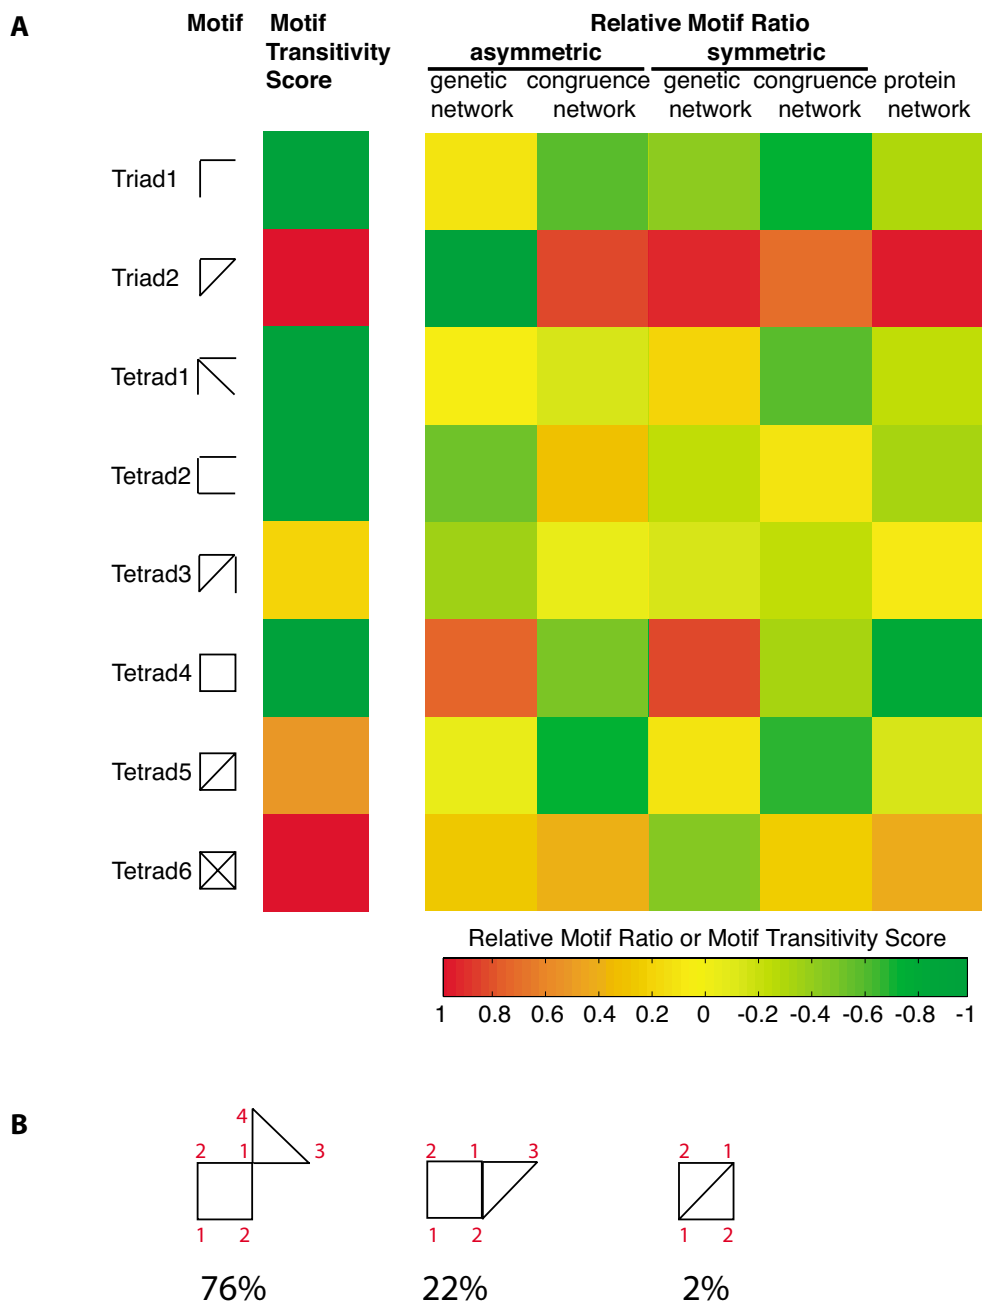 A
Motif
Motif Transitivity Score
Relative Motif Ratio
asymmetric symmetric
genetic network
congruence network
genetic network
congruence network
protein network
Triad1
Triad2
Tetrad1
Tetrad2
Tetrad3
Tetrad4
Tetrad5
Tetrad6
Relative Motif Ratio or Motif Transitivity Score
1 0.8 0.6 0.4 0.2 0 -0.2 -0.4 -0.6 -0.8 -1
B
4
2 1 3
1 2
76%
2 1 3
1 2
22%
2 1
1 2
2%